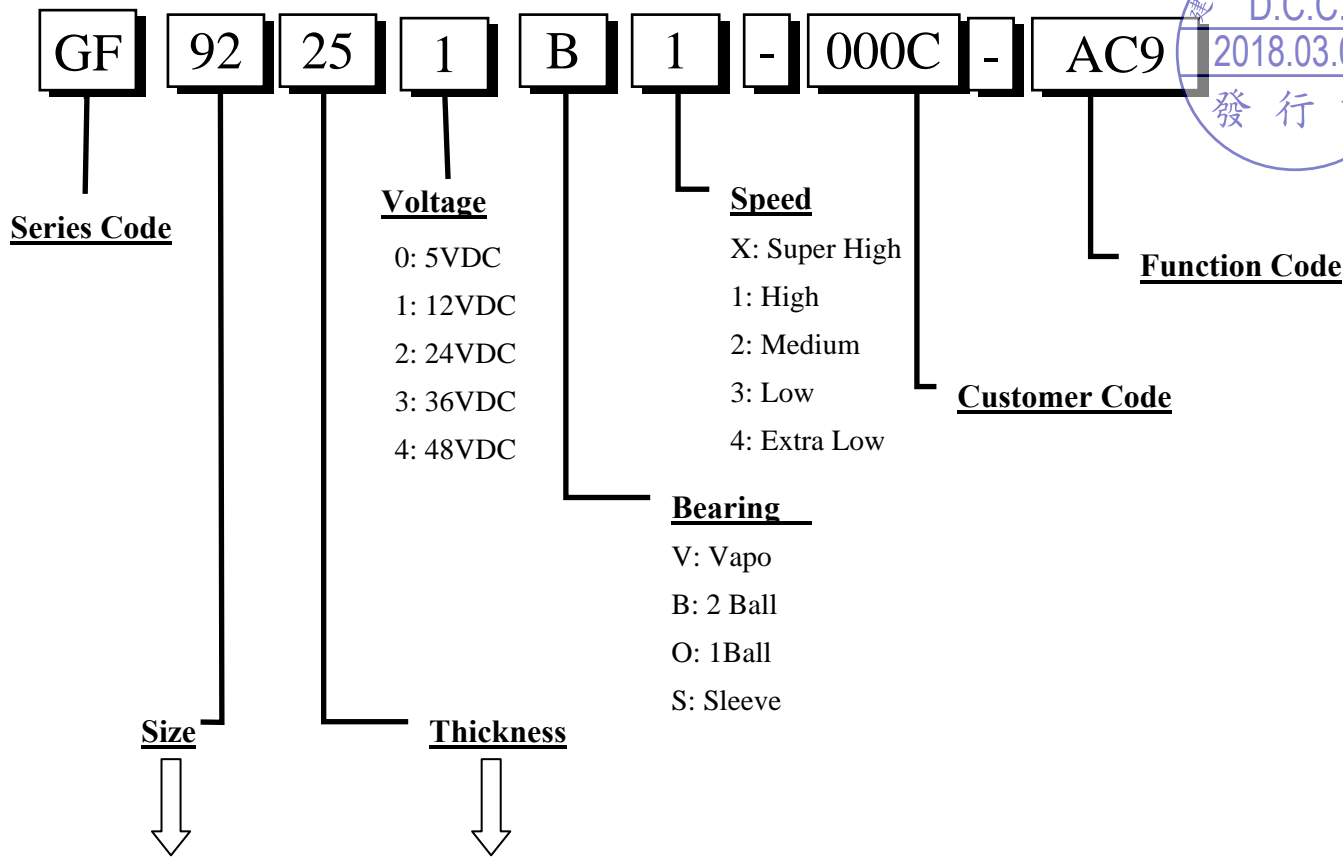 GF 92 25 1 B 1 - 000C - AC9
D.C.C.
2018.03.0
發 行
Series Code
Voltage
0: 5VDC
1: 12VDC
2: 24VDC
3: 36VDC
4: 48VDC
Speed
X: Super High
1: High
2: Medium
3: Low
4: Extra Low
Function Code
Customer Code
Bearing
V: Vapo
B: 2 Ball
O: 1Ball
S: Sleeve
Size
Thickness